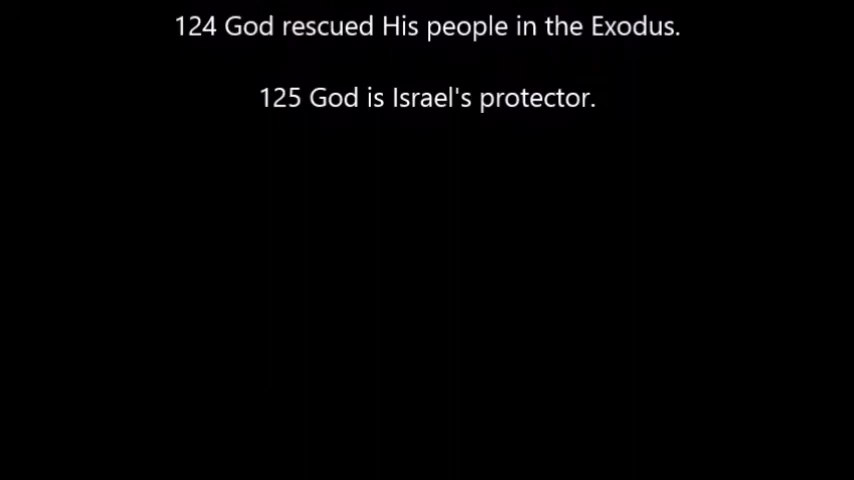 124 God rescued His people in the Exodus.
125 God is Israel's protector.